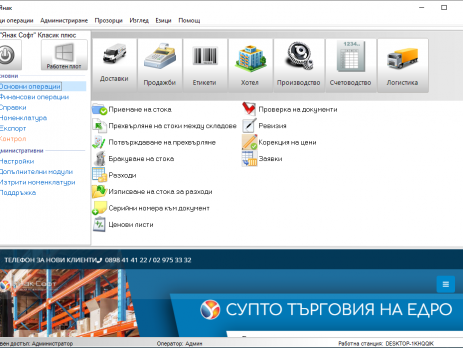 Янак
ци операции Администриране Прозорци Изглед Езици Помощ
"Янак Софт" Класик плюс
Работен плот
Доставки Продажби Етикети Хотел Производство Счетоводство Логистика
новни
Основни операции
Финансови операции
Справки
Номенклатура
Експорт
Контрол
министративни
Настройки
Допълнителни модули
Изтрити номенклатури
Поддръжка
Приемане на стока
Прехвърляне на стоки между складове
Потвърждаване на прехвърляне
Бракуване на стока
Разходи
Изписване на стока за разходи
Серийни номера към документ
Ценови листи
Проверка на документи
Ревизия
Корекция на цени
Заявки
ТЕЛЕФОН ЗА НОВИ КЛИЕНТИ 0898 41 41 22 / 02 975 33 32
СУПТО ТЪРГОВИЯ НА ЕДРО
вен достъп: Администратор Оператор: Админ Работна станция: DESKTOP-1KHQQIK